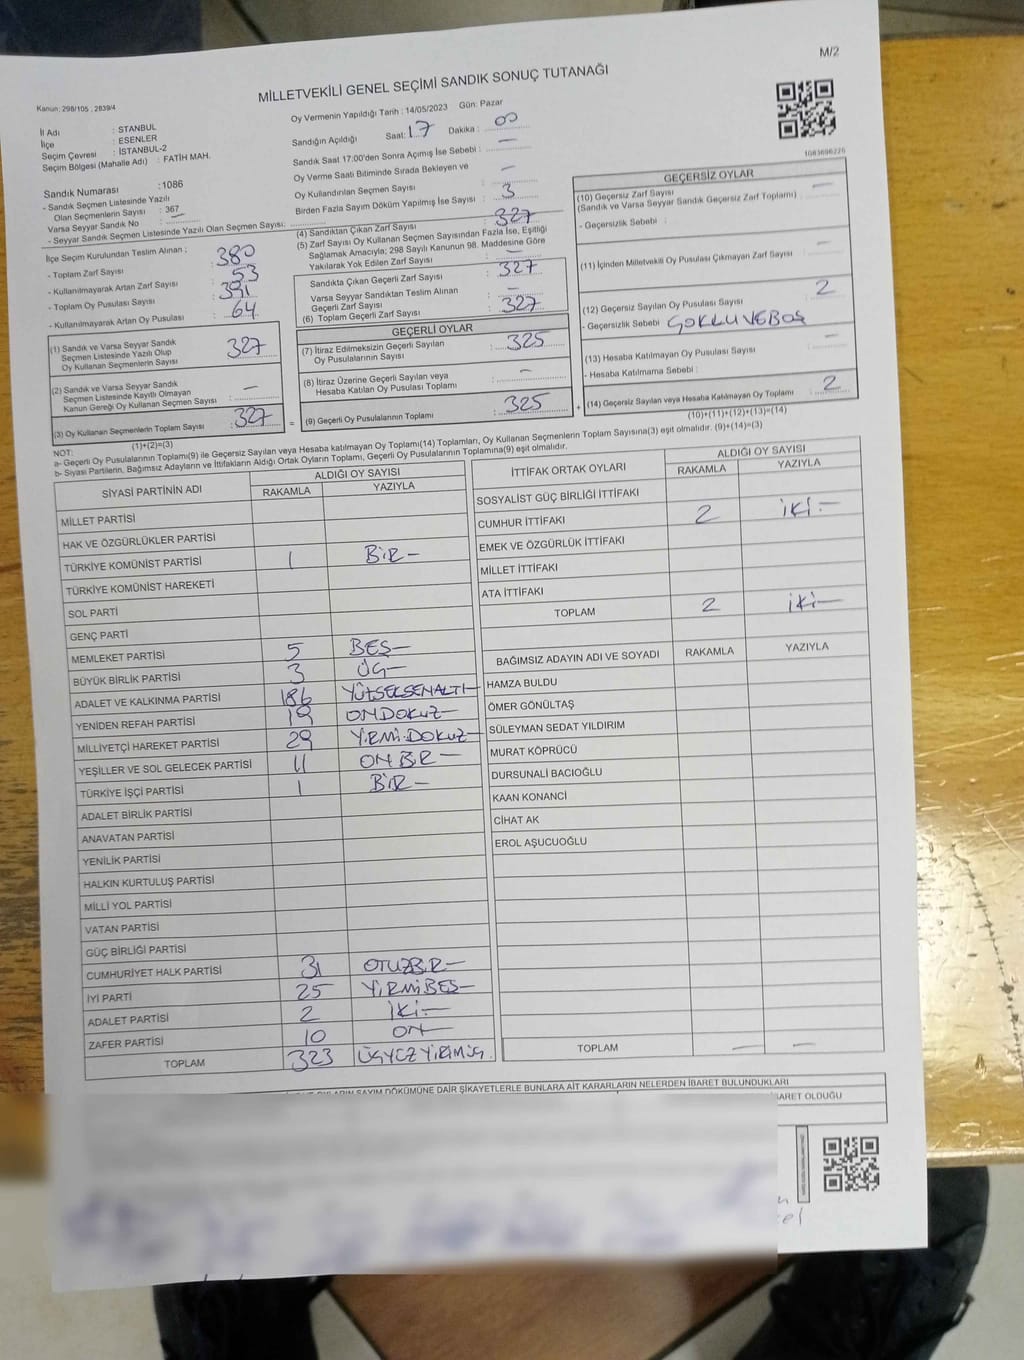 M/2
MİLLETVEKİLİ GENEL SEÇİMİ SANDIK SONUÇ TUTANAĞI
Kanun: 298/105 , 2839/4
Oy Vermenin Yapıldığı Tarih : 14/05/2023 Gün: Pazar
İl Adı : STANBUL
İlçe : ESENLER
Seçim Çevresi : İSTANBUL-2
Seçim Bölgesi (Mahalle Adı) : FATİH MAH.
Sandığın Açıldığı Saat: 17 Dakika : 00
Sandık Saat 17:00'den Sonra Açımış İse Sebebi : —
Oy Verme Saati Bitiminde Sırada Bekleyen ve
Oy Kullandırılan Seçmen Sayısı : —
Birden Fazla Sayım Döküm Yapılmış İse Sayısı : 3
1083696226
Sandık Numarası : 1086
- Sandık Seçmen Listesinde Yazılı
Olan Seçmenlerin Sayısı : 367
Varsa Seyyar Sandık No : —
- Seyyar Sandık Seçmen Listesinde Yazılı Olan Seçmen Sayısı:
İlçe Seçim Kurulundan Teslim Alınan ;
- Toplam Zarf Sayısı : 380
- Kullanılmayarak Artan Zarf Sayısı : 53
- Toplam Oy Pusulası Sayısı : 391
- Kullanılmayarak Artan Oy Pusulası : 64
(4) Sandıktan Çıkan Zarf Sayısı : 327
(5) Zarf Sayısı Oy Kullanan Seçmen Sayısından Fazla İse, Eşitliği
Sağlamak Amacıyla; 298 Sayılı Kanunun 98. Maddesine Göre
Yakılarak Yok Edilen Zarf Sayısı : —
Sandıkta Çıkan Geçerli Zarf Sayısı : 327
Varsa Seyyar Sandıktan Teslim Alınan
Geçerli Zarf Sayısı : —
(6) Toplam Geçerli Zarf Sayısı : 327
GEÇERSİZ OYLAR
(10) Geçersiz Zarf Sayısı : —
(Sandık ve Varsa Seyyar Sandık Geçersiz Zarf Toplamı)
- Geçersizlik Sebebi :
(11) İçinden Milletvekili Oy Pusulası Çıkmayan Zarf Sayısı : —
(12) Geçersiz Sayılan Oy Pusulası Sayısı : 2
- Geçersizlik Sebebi : ÇOKLU VE BOŞ
(13) Hesaba Katılmayan Oy Pusulası Sayısı : —
- Hesaba Katılmama Sebebi :
(14) Geçersiz Sayılan veya Hesaba Katılmayan Oy Pusulası Toplamı : 2
(10)+(11)+(12)+(13)=(14)
(1) Sandık ve Varsa Seyyar Sandık
Seçmen Listesinde Yazılı Olup
Oy Kullanan Seçmenlerin Sayısı : 327
(2) Sandık ve Varsa Seyyar Sandık
Seçmen Listesinde Kayıtlı Olmayan
Kanun Gereği Oy Kullanan Seçmen Sayısı : —
(3) Oy Kullanan Seçmenlerin Toplam Sayısı : 327
(1)+(2)=(3)
GEÇERLİ OYLAR
(7) İtiraz Edilmeksizin Geçerli Sayılan
Oy Pusulalarının Sayısı : 325
(8) İtiraz Üzerine Geçerli Sayılan veya
Hesaba Katılan Oy Pusulası Toplamı : —
(9) Geçerli Oy Pusulalarının Toplamı : 325
NOT:
a- Geçerli Oy Pusulalarının Toplamı(9) ile Geçersiz Sayılan veya Hesaba katılmayan Oy Toplamı(14) Toplamları, Oy Kullanan Seçmenlerin Toplam Sayısına(3) eşit olmalıdır. (9)+(14)=(3)
b- Siyasi Partilerin, Bağımsız Adayların ve İttifakların Aldığı Ortak Oyların Toplamı, Geçerli Oy Pusulalarının Toplamına(9) eşit olmalıdır.
SİYASİ PARTİNİN ADI ALDIĞI OY SAYISI
RAKAMLA YAZIYLA
MİLLET PARTİSİ
HAK VE ÖZGÜRLÜKLER PARTİSİ
TÜRKİYE KOMÜNİST PARTİSİ 1 BİR —
TÜRKİYE KOMÜNİST HAREKETİ
SOL PARTİ
GENÇ PARTİ
MEMLEKET PARTİSİ 5 BEŞ —
BÜYÜK BİRLİK PARTİSİ 3 ÜÇ —
ADALET VE KALKINMA PARTİSİ 186 YÜZSEKSENALTI —
YENİDEN REFAH PARTİSİ 19 ONDOKUZ —
MİLLİYETÇİ HAREKET PARTİSİ 29 YİRMİDOKUZ —
YEŞİLLER VE SOL GELECEK PARTİSİ 11 ONBİR —
TÜRKİYE İŞÇİ PARTİSİ 1 BİR —
ADALET BİRLİK PARTİSİ
ANAVATAN PARTİSİ
YENİLİK PARTİSİ
HALKIN KURTULUŞ PARTİSİ
MİLLİ YOL PARTİSİ
VATAN PARTİSİ
GÜÇ BİRLİĞİ PARTİSİ
CUMHURİYET HALK PARTİSİ 31 OTUZBİR —
İYİ PARTİ 25 YİRMİBEŞ —
ADALET PARTİSİ 2 İKİ —
ZAFER PARTİSİ 10 ON —
TOPLAM 323 ÜÇYÜZYİRMİÜÇ
İTTİFAK ORTAK OYLARI ALDIĞI OY SAYISI
RAKAMLA YAZIYLA
SOSYALİST GÜÇ BİRLİĞİ İTTİFAKI
CUMHUR İTTİFAKI 2 İKİ —
EMEK VE ÖZGÜRLÜK İTTİFAKI
MİLLET İTTİFAKI
ATA İTTİFAKI
TOPLAM 2 İKİ —
BAĞIMSIZ ADAYIN ADI VE SOYADI RAKAMLA YAZIYLA
HAMZA BULDU
ÖMER GÖNÜLTAŞ
SÜLEYMAN SEDAT YILDIRIM
MURAT KÖPRÜCÜ
DURSUNALİ BACIOĞLU
KAAN KONANCİ
CİHAT AK
EROL AŞUCUOĞLU
TOPLAM — —
SAYIM DÖKÜMÜNE DAİR ŞİKAYETLERLE BUNLARA AİT KARARLARIN NELERDEN İBARET BULUNDUKLARI
İBARET OLDUĞU